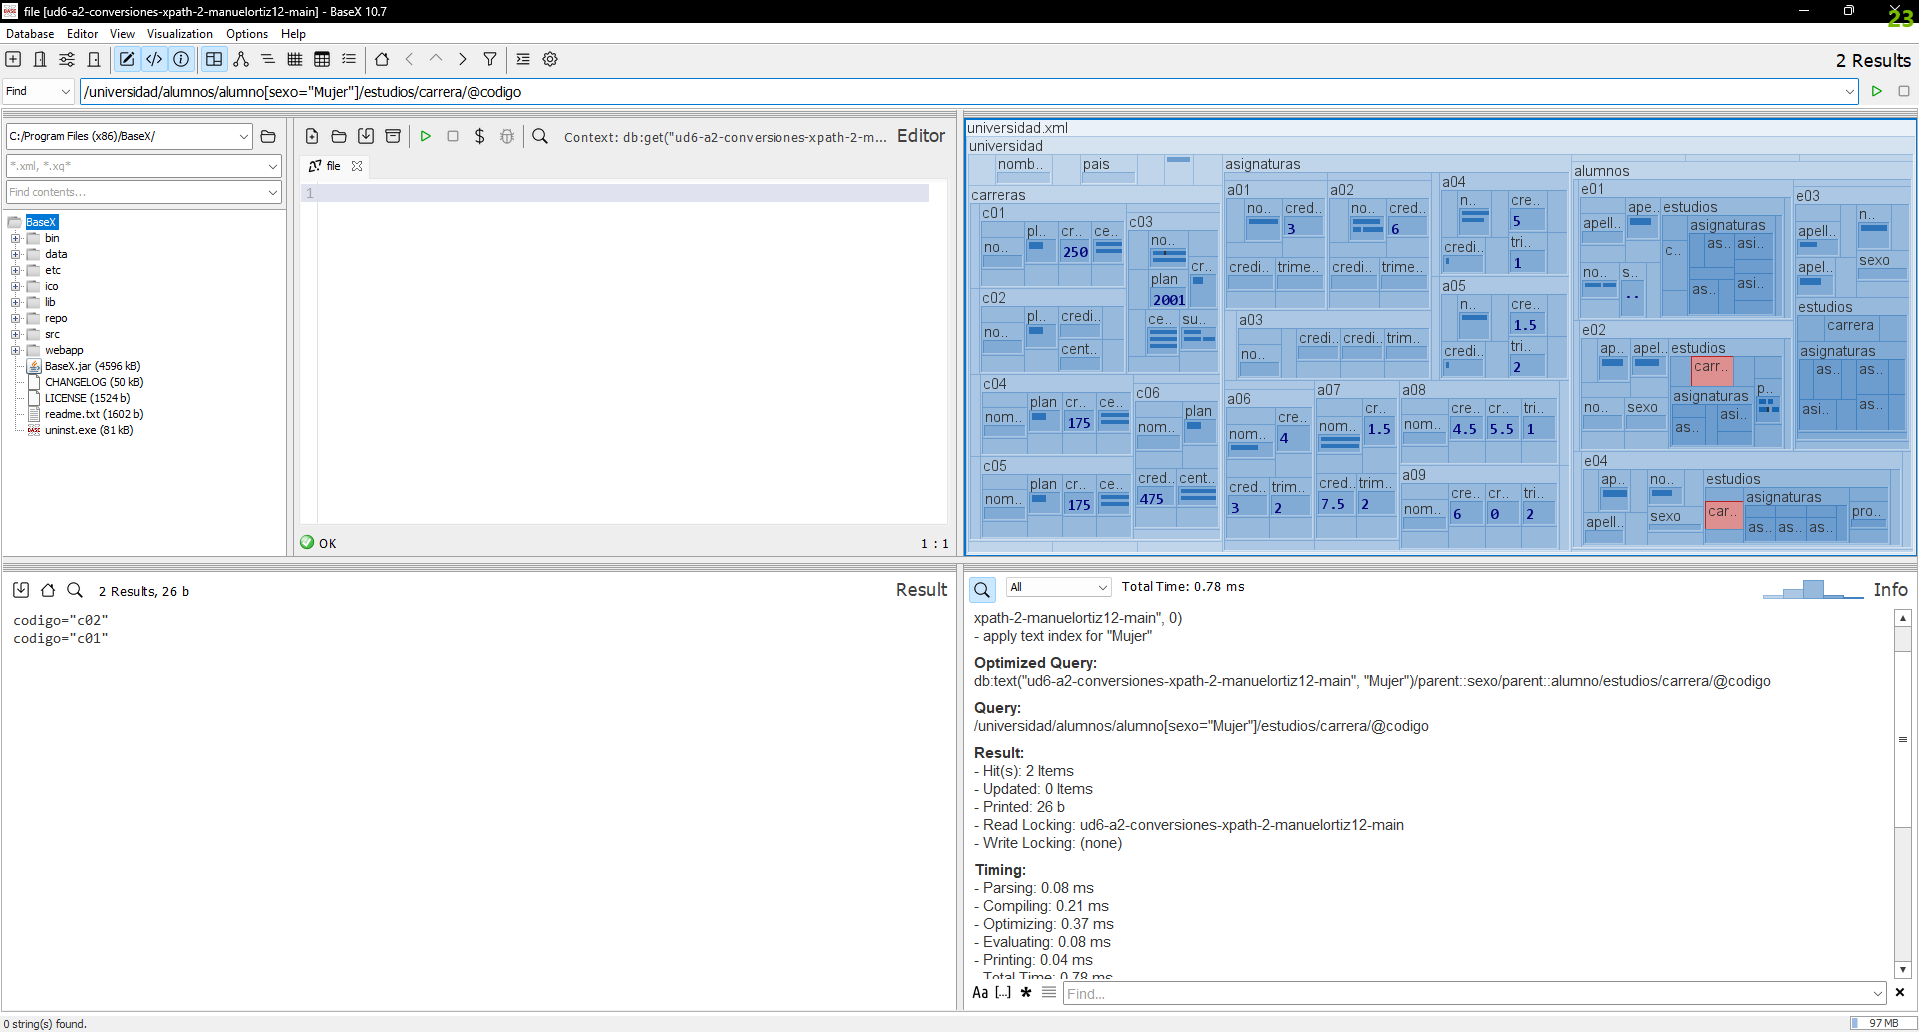 file [ud6-a2-conversiones-xpath-2-manuelortiz12-main] - BaseX 10.7
23
Database Editor View Visualization Options Help
2 Results
Find /universidad/alumnos/alumno[sexo="Mujer"]/estudios/carrera/@codigo
C:/Program Files (x86)/BaseX/
*.xml, *.xq*
Find contents...
BaseX
bin
data
etc
ico
lib
repo
src
webapp
BaseX.jar (4596 kB)
CHANGELOG (50 kB)
LICENSE (1524 b)
readme.txt (1602 b)
uninst.exe (81 kB)
Context: db:get("ud6-a2-conversiones-xpath-2-m... Editor
file
1
OK 1 : 1
universidad.xml
universidad
nomb.. pais
carreras
c01
no.. pl.. cr.. ce..
250
c02
no.. pl.. credi..
cent..
c03
no..
plan cr..
2001
ce.. su..
c04
nom.. plan cr.. ce..
175
c05
nom.. plan cr.. ce..
175
c06
nom.. plan
cred.. cent..
475
asignaturas
a01
no.. cred..
3
credi.. trime..
a02
no.. cred..
6
credi.. trime..
a03
no.. credi.. credi.. trim..
a04
n.. cre..
5
credi.. tri..
1
a05
n.. cre..
1.5
credi.. tri..
2
a06
nom.. cre..
4
cred.. trim..
3 2
a07
nom.. cr..
1.5
cred.. trim..
7.5 2
a08
nom.. cre.. cre.. tri..
4.5 5.5 1
a09
nom.. cre.. cr.. tri..
6 0 2
alumnos
e01
apell.. ape.. estudios
no.. s.. c.. asignaturas
.. as.. asi..
as.. asi..
e02
ap.. apel.. estudios
carr..
no.. sexo asignaturas p..
as.. asi..
e03
apell.. n..
apel.. sexo
estudios
carrera
asignaturas
as.. as..
asi.. as..
e04
ap.. no.. estudios
apell.. sexo car.. asignaturas pro..
as.. as.. as..
2 Results, 26 b Result
codigo="c02"
codigo="c01"
All Total Time: 0.78 ms Info
xpath-2-manuelortiz12-main", 0)
- apply text index for "Mujer"
Optimized Query:
db:text("ud6-a2-conversiones-xpath-2-manuelortiz12-main", "Mujer")/parent::sexo/parent::alumno/estudios/carrera/@codigo
Query:
/universidad/alumnos/alumno[sexo="Mujer"]/estudios/carrera/@codigo
Result:
- Hit(s): 2 Items
- Updated: 0 Items
- Printed: 26 b
- Read Locking: ud6-a2-conversiones-xpath-2-manuelortiz12-main
- Write Locking: (none)
Timing:
- Parsing: 0.08 ms
- Compiling: 0.21 ms
- Optimizing: 0.37 ms
- Evaluating: 0.08 ms
- Printing: 0.04 ms
Total Time: 0.78 ms
Aa [...] * Find...
0 string(s) found. 97 MB